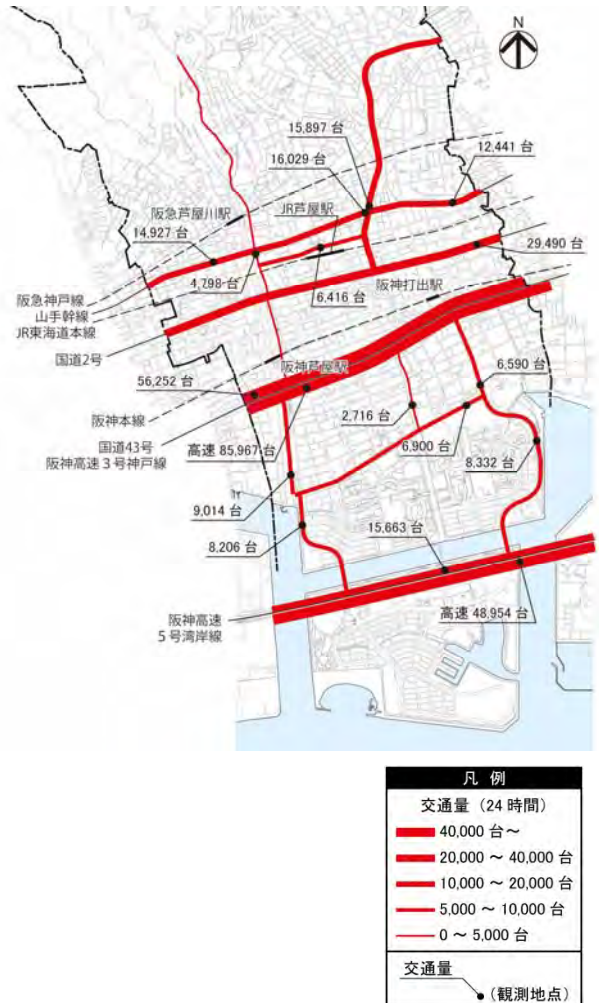 N
15,897 台
16,029 台
12,441 台
阪急芦屋川駅
JR芦屋駅
14,927 台
29,490 台
4,798 台
6,416 台
阪神打出駅
阪急神戸線
山手幹線
JR東海道本線
国道2号
阪神芦屋駅
56,252 台
6,590 台
阪神本線
2,716 台
国道43号
阪神高速3号神戸線
高速 85,967 台
6,900 台
8,332 台
9,014 台
8,206 台
15,663 台
阪神高速
5号湾岸線
高速 48,954 台
凡 例
交通量（24 時間）
40,000 台～
20,000 ～ 40,000 台
10,000 ～ 20,000 台
5,000 ～ 10,000 台
0 ～ 5,000 台
交通量
（観測地点）